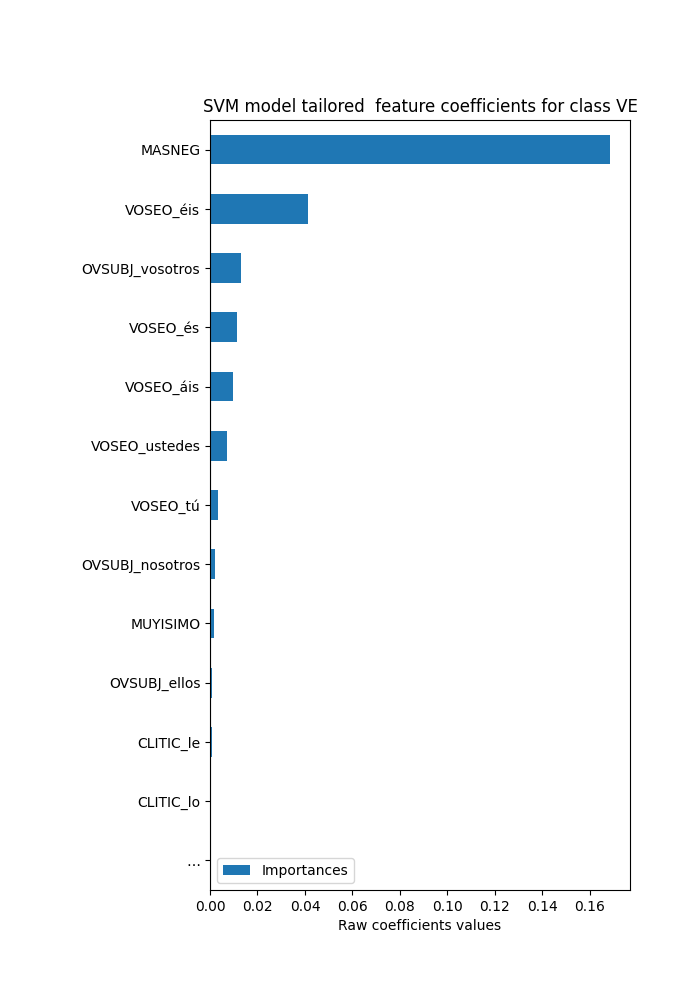 SVM model tailored  feature coefficients for class VE
MASNEG
VOSEO_éis
OVSUBJ_vosotros
VOSEO_és
VOSEO_áis
VOSEO_ustedes
VOSEO_tú
OVSUBJ_nosotros
MUYISIMO
OVSUBJ_ellos
CLITIC_le
CLITIC_lo
...
Importances
0.00 0.02 0.04 0.06 0.08 0.10 0.12 0.14 0.16
Raw coefficients values